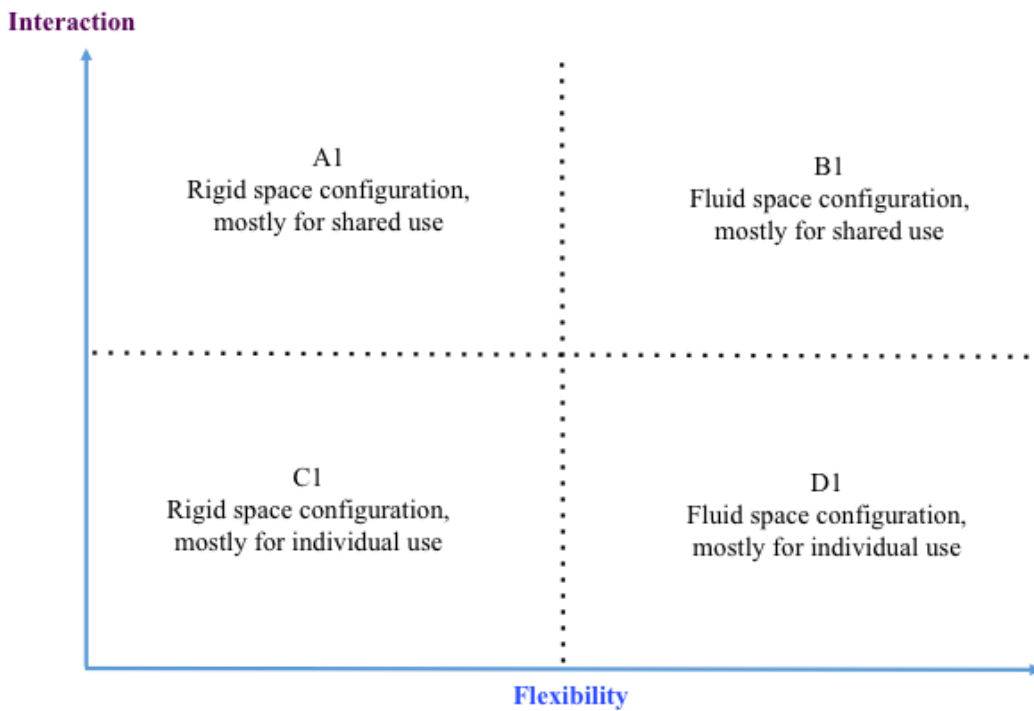 Interaction
A1
Rigid space configuration,
mostly for shared use
B1
Fluid space configuration,
mostly for shared use
C1
Rigid space configuration,
mostly for individual use
D1
Fluid space configuration,
mostly for individual use
Flexibility